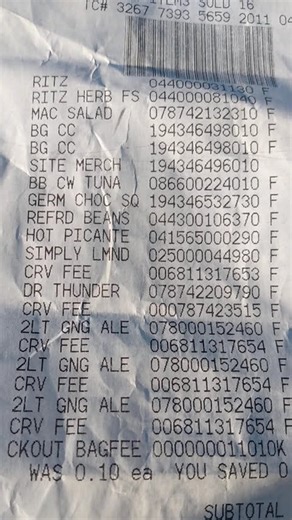 ITEMS SOLD 16
TC# 3267 7393 5659 2011 04
RITZ 044000031130 F
RITZ HERB FS 044000081040 F
MAC SALAD 078742132310 F
BG CC 194346498010 F
BG CC 194346498010 F
SITE MERCH 194346496010
BB CW TUNA 086600224010 F
GERM CHOC SQ 194346532730 F
REFRD BEANS 044300106370 F
HOT PICANTE 041565000290 F
SIMPLY LMND 025000044980 F
CRV FEE 006811317653 F
DR THUNDER 078742209790 F
CRV FEE 000787423515 F
2LT GNG ALE 078000152460 F
CRV FEE 006811317654 F
2LT GNG ALE 078000152460 F
CRV FEE 006811317654 F
2LT GNG ALE 078000152460 F
CRV FEE 006811317654 F
CKOUT BAGFEE 000000011010K
WAS 0.10 ea YOU SAVED 0
SUBTOTAL